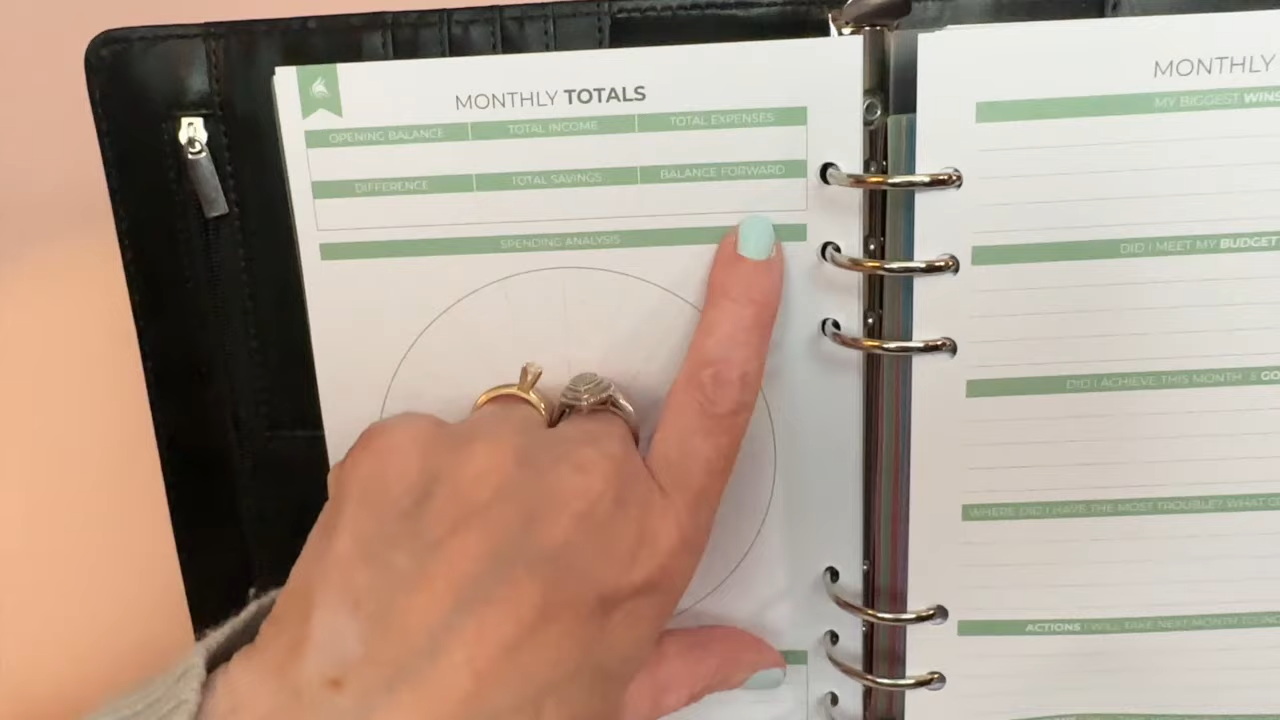 MONTHLY TOTALS
OPENING BALANCE TOTAL INCOME TOTAL EXPENSES
DIFFERENCE TOTAL SAVINGS BALANCE FORWARD
SPENDING ANALYSIS
MONTHLY
MY BIGGEST WINS
DID I MEET MY BUDGET
DID I ACHIEVE THIS MONTH'S
WHERE DID I HAVE THE MOST TROUBLE? WHAT
ACTIONS I WILL TAKE NEXT MONTH TO